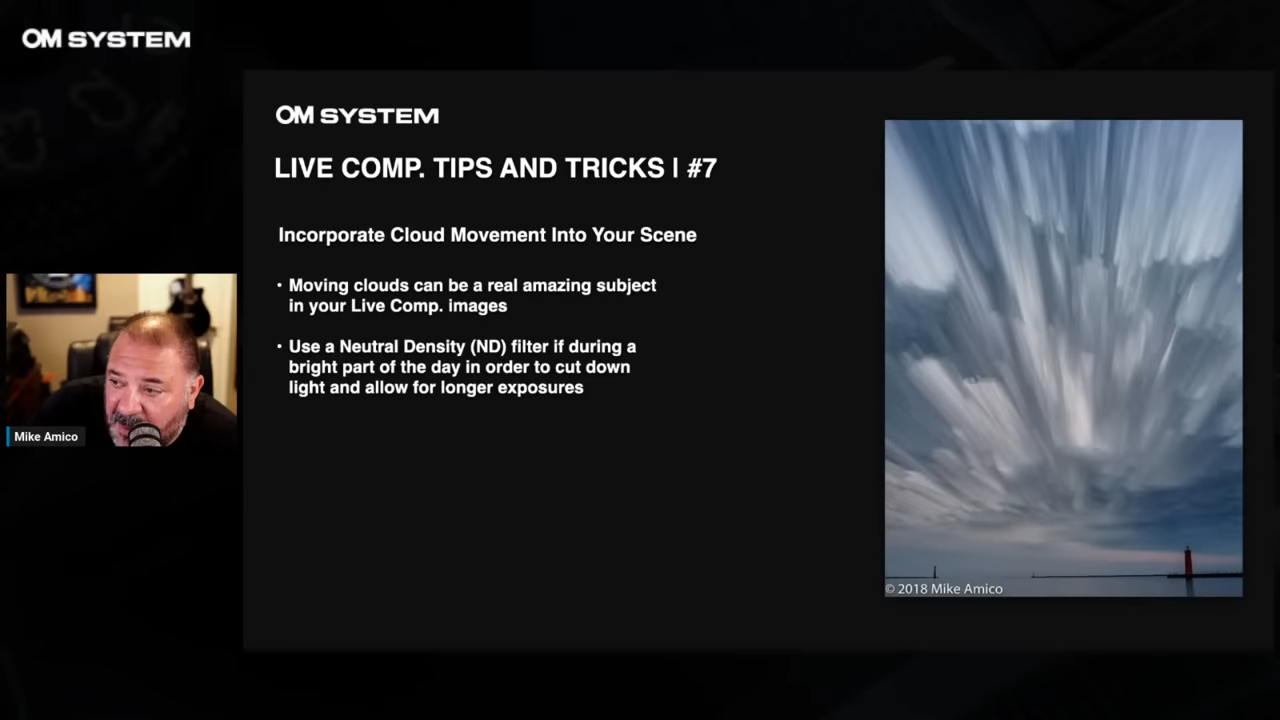 OM SYSTEM
OM SYSTEM
LIVE COMP. TIPS AND TRICKS | #7
Incorporate Cloud Movement Into Your Scene
• Moving clouds can be a real amazing subject
in your Live Comp. images
• Use a Neutral Density (ND) filter if during a
bright part of the day in order to cut down
light and allow for longer exposures
Mike Amico
© 2018 Mike Amico